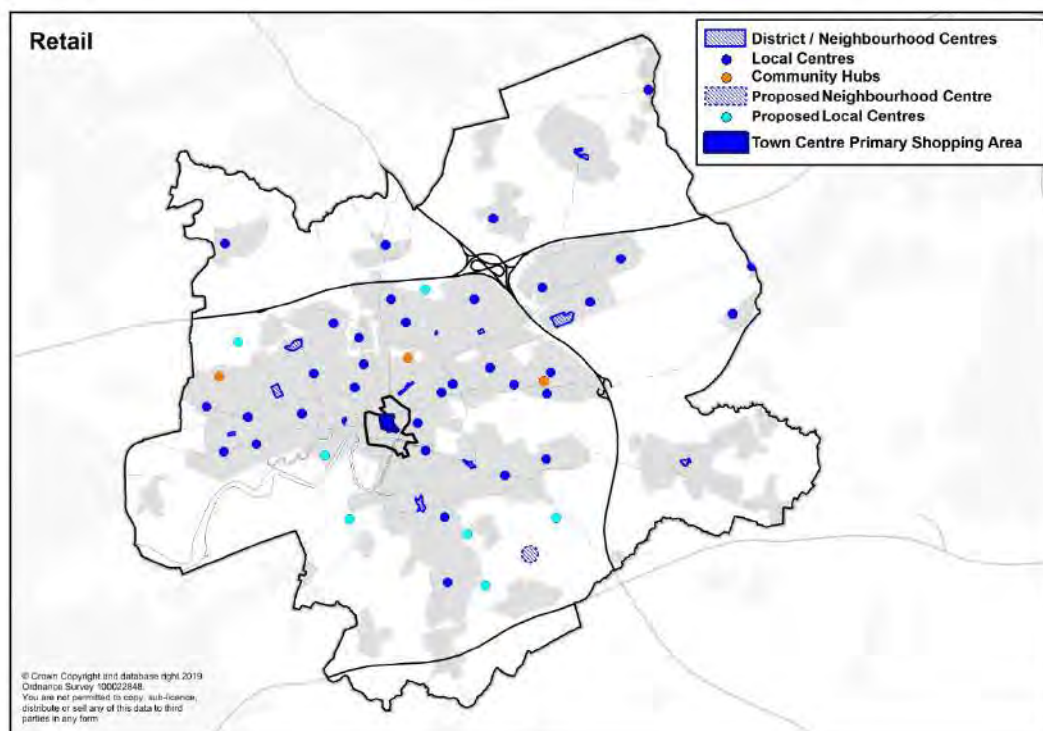 Retail
District / Neighbourhood Centres
Local Centres
Community Hubs
Proposed Neighbourhood Centre
Proposed Local Centres
Town Centre Primary Shopping Area
© Crown Copyright and database right 2019
Ordnance Survey 100022848.
You are not permitted to copy, sub-licence,
distribute or sell any of this data to third
parties in any form